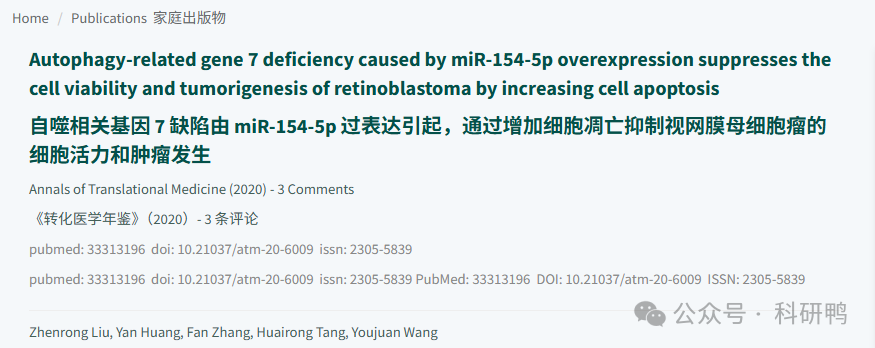 Home / Publications 家庭出版物
Autophagy-related gene 7 deficiency caused by miR-154-5p overexpression suppresses the
cell viability and tumorigenesis of retinoblastoma by increasing cell apoptosis
自噬相关基因 7 缺陷由 miR-154-5p 过表达引起，通过增加细胞凋亡抑制视网膜母细胞瘤的
细胞活力和肿瘤发生
Annals of Translational Medicine (2020) - 3 Comments
《转化医学年鉴》（2020）- 3 条评论
pubmed: 33313196 doi: 10.21037/atm-20-6009 issn: 2305-5839
pubmed: 33313196 doi: 10.21037/atm-20-6009 issn: 2305-5839 PubMed: 33313196 DOI: 10.21037/atm-20-6009 ISSN: 2305-5839
公众号 · 科研鸭
Zhenrong Liu, Yan Huang, Fan Zhang, Huairong Tang, Youjuan Wang